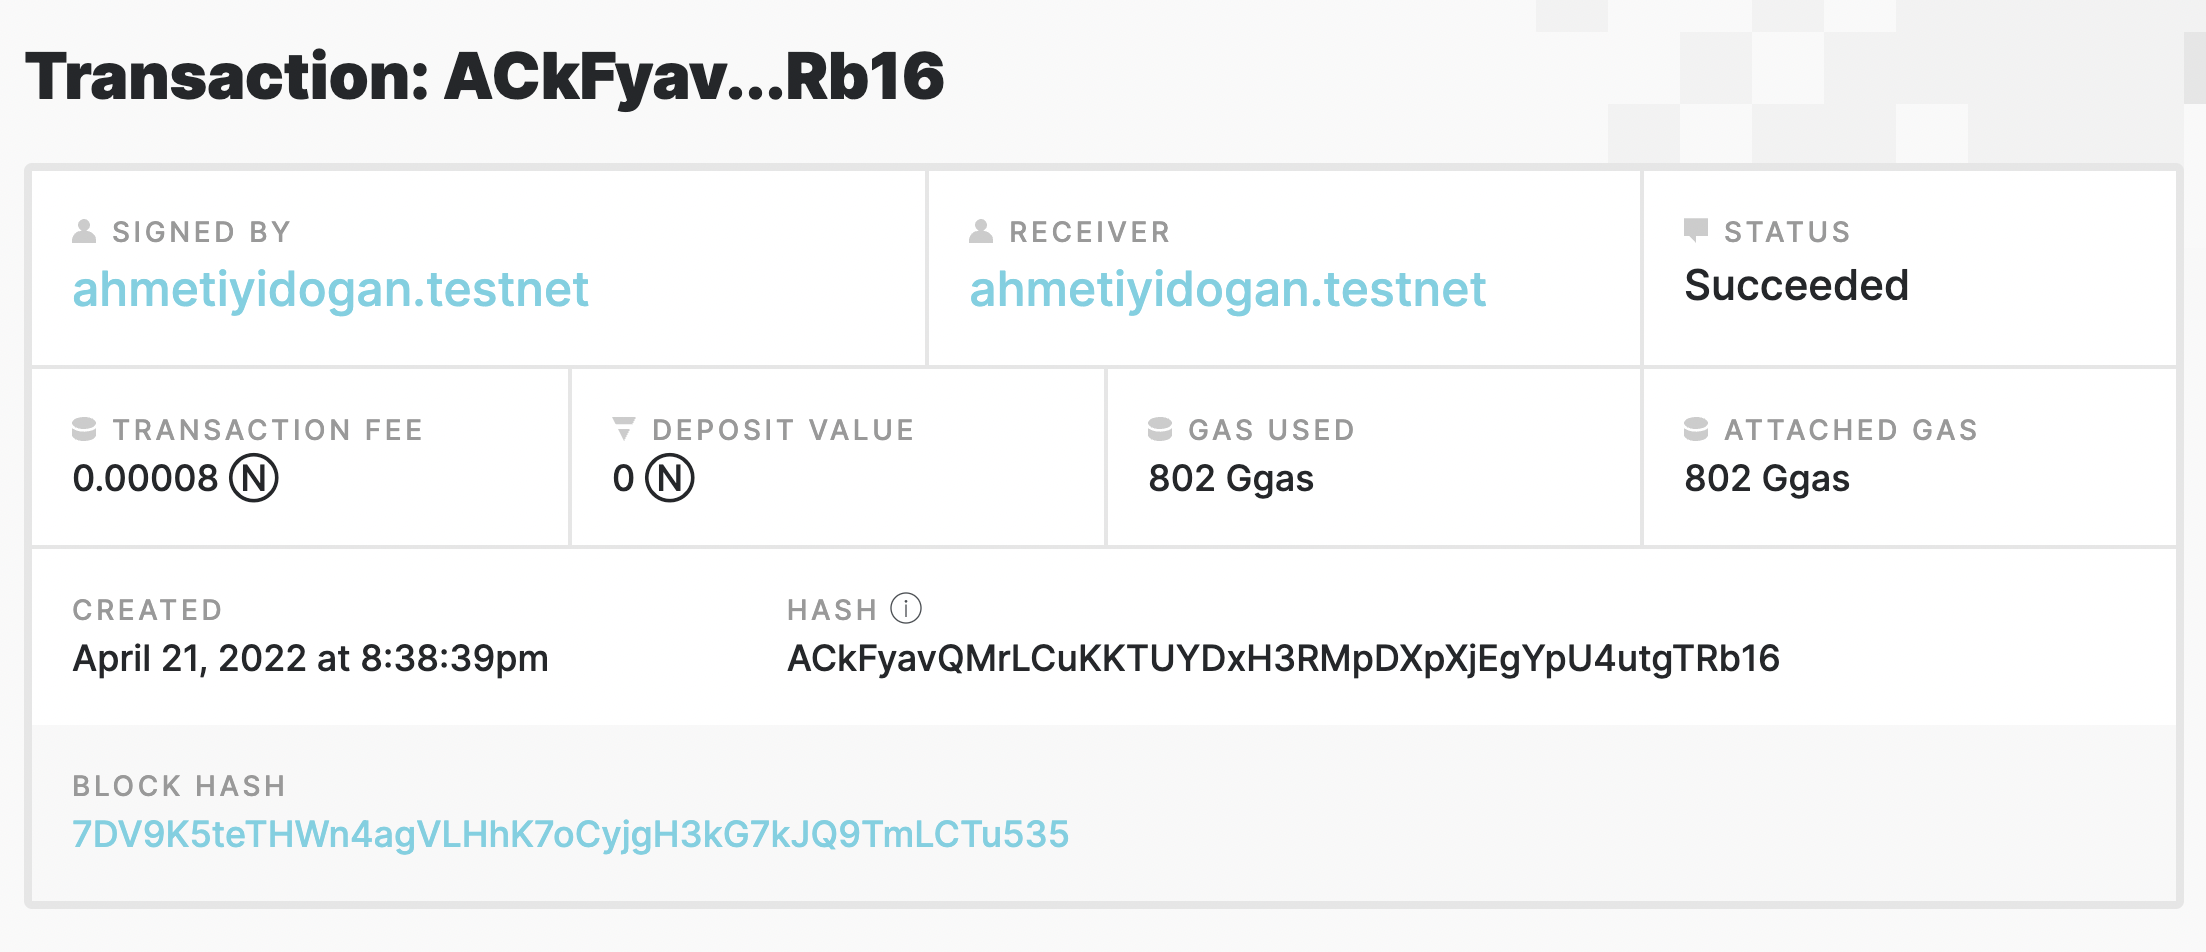 Transaction: ACkFyav...Rb16
SIGNED BY
ahmetiyidogan.testnet
RECEIVER
ahmetiyidogan.testnet
STATUS
Succeeded
TRANSACTION FEE
0.00008 N
DEPOSIT VALUE
0 N
GAS USED
802 Ggas
ATTACHED GAS
802 Ggas
CREATED
April 21, 2022 at 8:38:39pm
HASH
ACkFyavQMrLCuKKTUYDxH3RMpDXpXjEgYpU4utgTRb16
BLOCK HASH
7DV9K5teTHWn4agVLHhK7oCyjgH3kG7kJQ9TmLCTu535